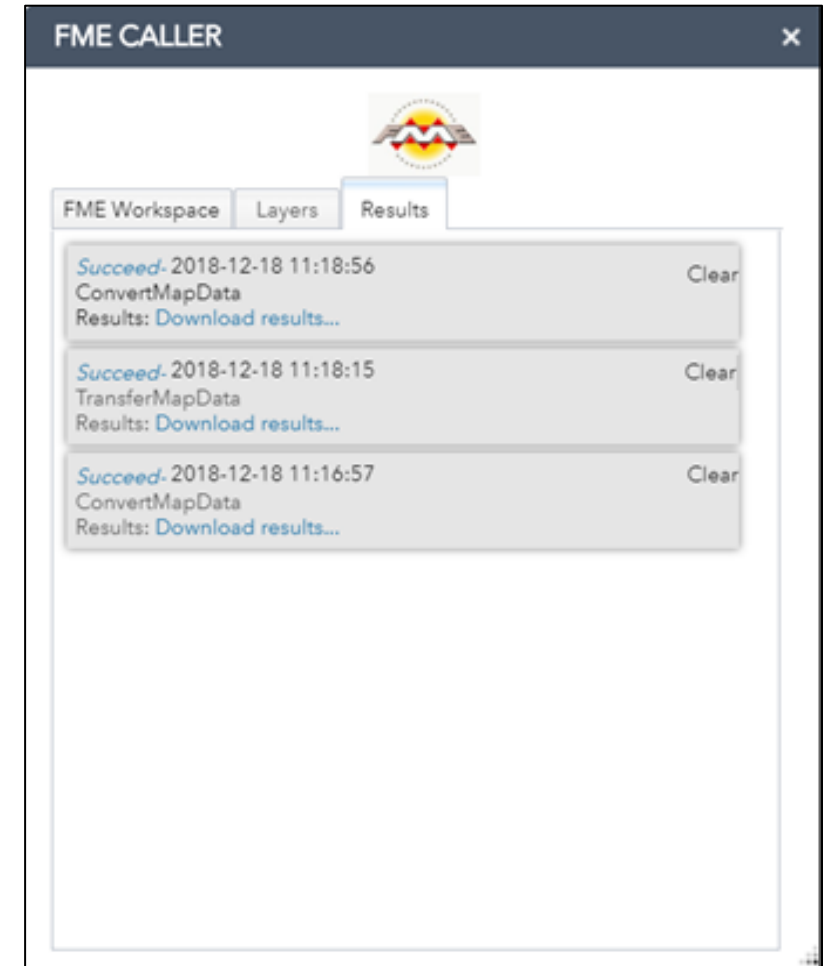 FME CALLER ×
FME
FME Workspace Layers Results
Succeed- 2018-12-18 11:18:56 Clear
ConvertMapData
Results: Download results...
Succeed- 2018-12-18 11:18:15 Clear
TransferMapData
Results: Download results...
Succeed- 2018-12-18 11:16:57 Clear
ConvertMapData
Results: Download results...